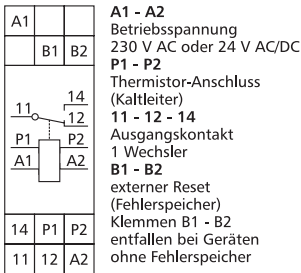 A1
B1 B2
14
11
12
P1 P2
A1 A2
14 P1 P2
11 12 A2
A1 - A2
Betriebsspannung
230 V AC oder 24 V AC/DC
P1 - P2
Thermistor-Anschluss
(Kaltleiter)
11 - 12 - 14
Ausgangskontakt
1 Wechsler
B1 - B2
externer Reset
(Fehlerspeicher)
Klemmen B1 - B2
entfallen bei Geräten
ohne Fehlerspeicher